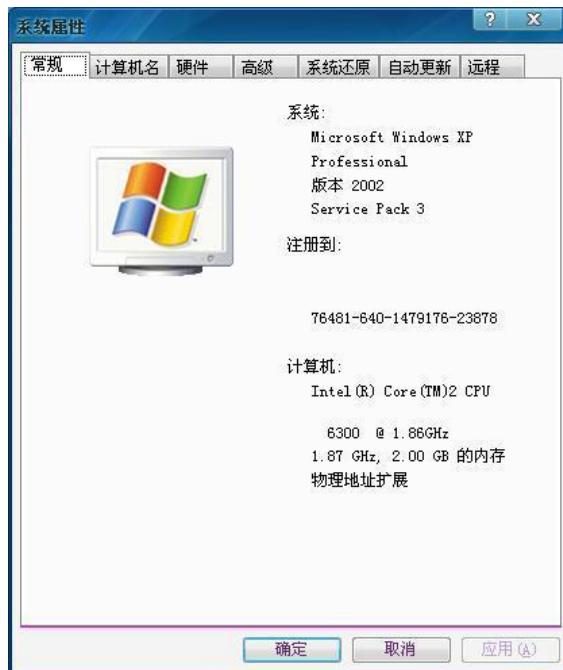 系统属性
常规 计算机名 硬件 高级 系统还原 自动更新 远程
系统:
Microsoft Windows XP
Professional
版本 2002
Service Pack 3
注册到:
76481-640-1479176-23878
计算机:
Intel(R) Core(TM)2 CPU
6300 @ 1.86GHz
1.87 GHz, 2.00 GB 的内存
物理地址扩展
确定 取消 应用(A)